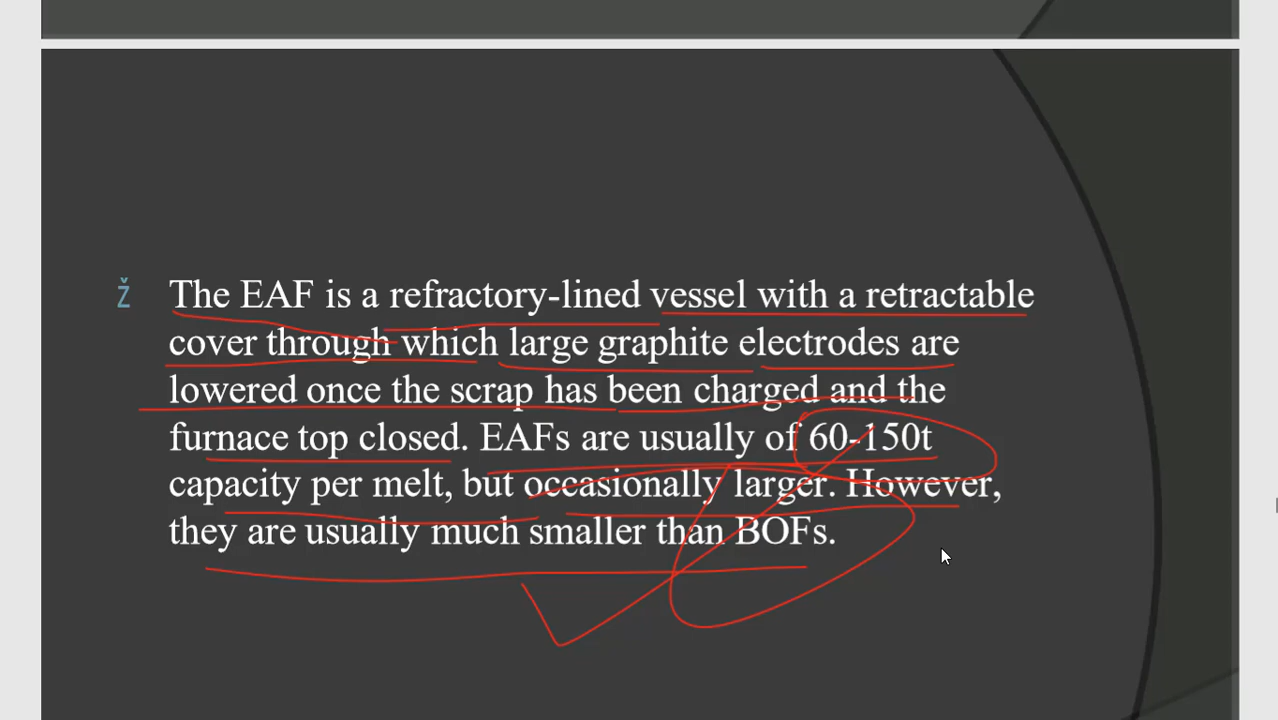 ž The EAF is a refractory-lined vessel with a retractable
cover through which large graphite electrodes are
lowered once the scrap has been charged and the
furnace top closed. EAFs are usually of 60-150t
capacity per melt, but occasionally larger. However,
they are usually much smaller than BOFs.